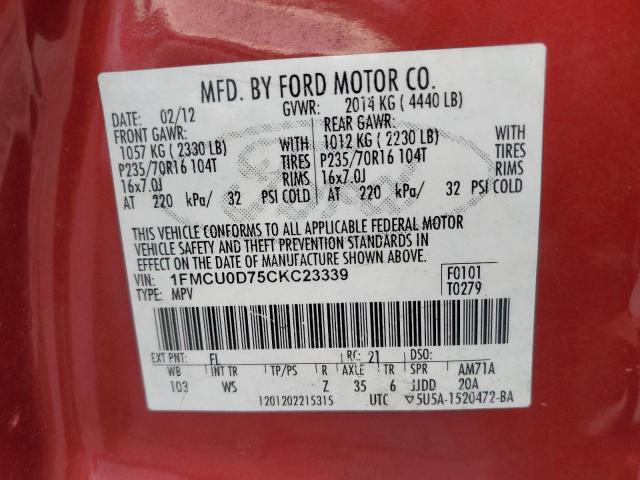 MFD. BY FORD MOTOR CO.
DATE: 02/12 GVWR: 2014 KG ( 4440 LB)
FRONT GAWR: REAR GAWR:
1057 KG ( 2330 LB) WITH 1012 KG ( 2230 LB) WITH
P235/70R16 104T TIRES P235/70R16 104T TIRES
16x7.0J RIMS 16x7.0J RIMS
AT 220 kPa/ 32 PSI COLD AT 220 kPa/ 32 PSI COLD
Ford
THIS VEHICLE CONFORMS TO ALL APPLICABLE FEDERAL MOTOR
VEHICLE SAFETY AND THEFT PREVENTION STANDARDS IN
EFFECT ON THE DATE OF MANUFACTURE SHOWN ABOVE.
VIN: 1FMCU0D75CKC23339 F0101
TYPE: MPV T0279
EXT PNT: FL RC: 21 DSO:
WB INT TR TP/PS R AXLE TR SPR AM71A
103 WS Z 35 6 JJDD 20A
1201202215315 UTC ▽5U5A-1520472-BA